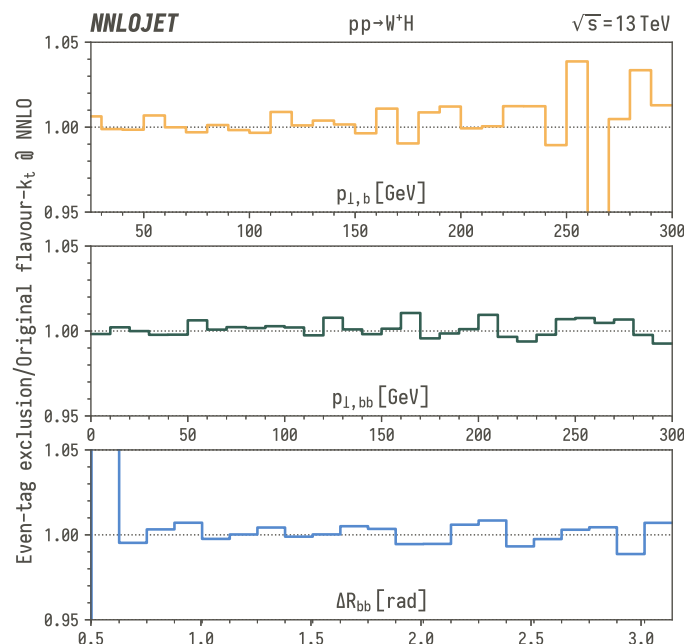 NNLOJET pp→W⁺H √s=13 TeV
Even-tag exclusion/Original flavour-kₜ @ NNLO
1.05
1.00
0.95
p⊥,b [GeV]
50 100 150 200 250 300
1.05
1.00
0.95
p⊥,bb [GeV]
0 50 100 150 200 250 300
1.05
1.00
0.95
ΔRbb [rad]
0.5 1.0 1.5 2.0 2.5 3.0